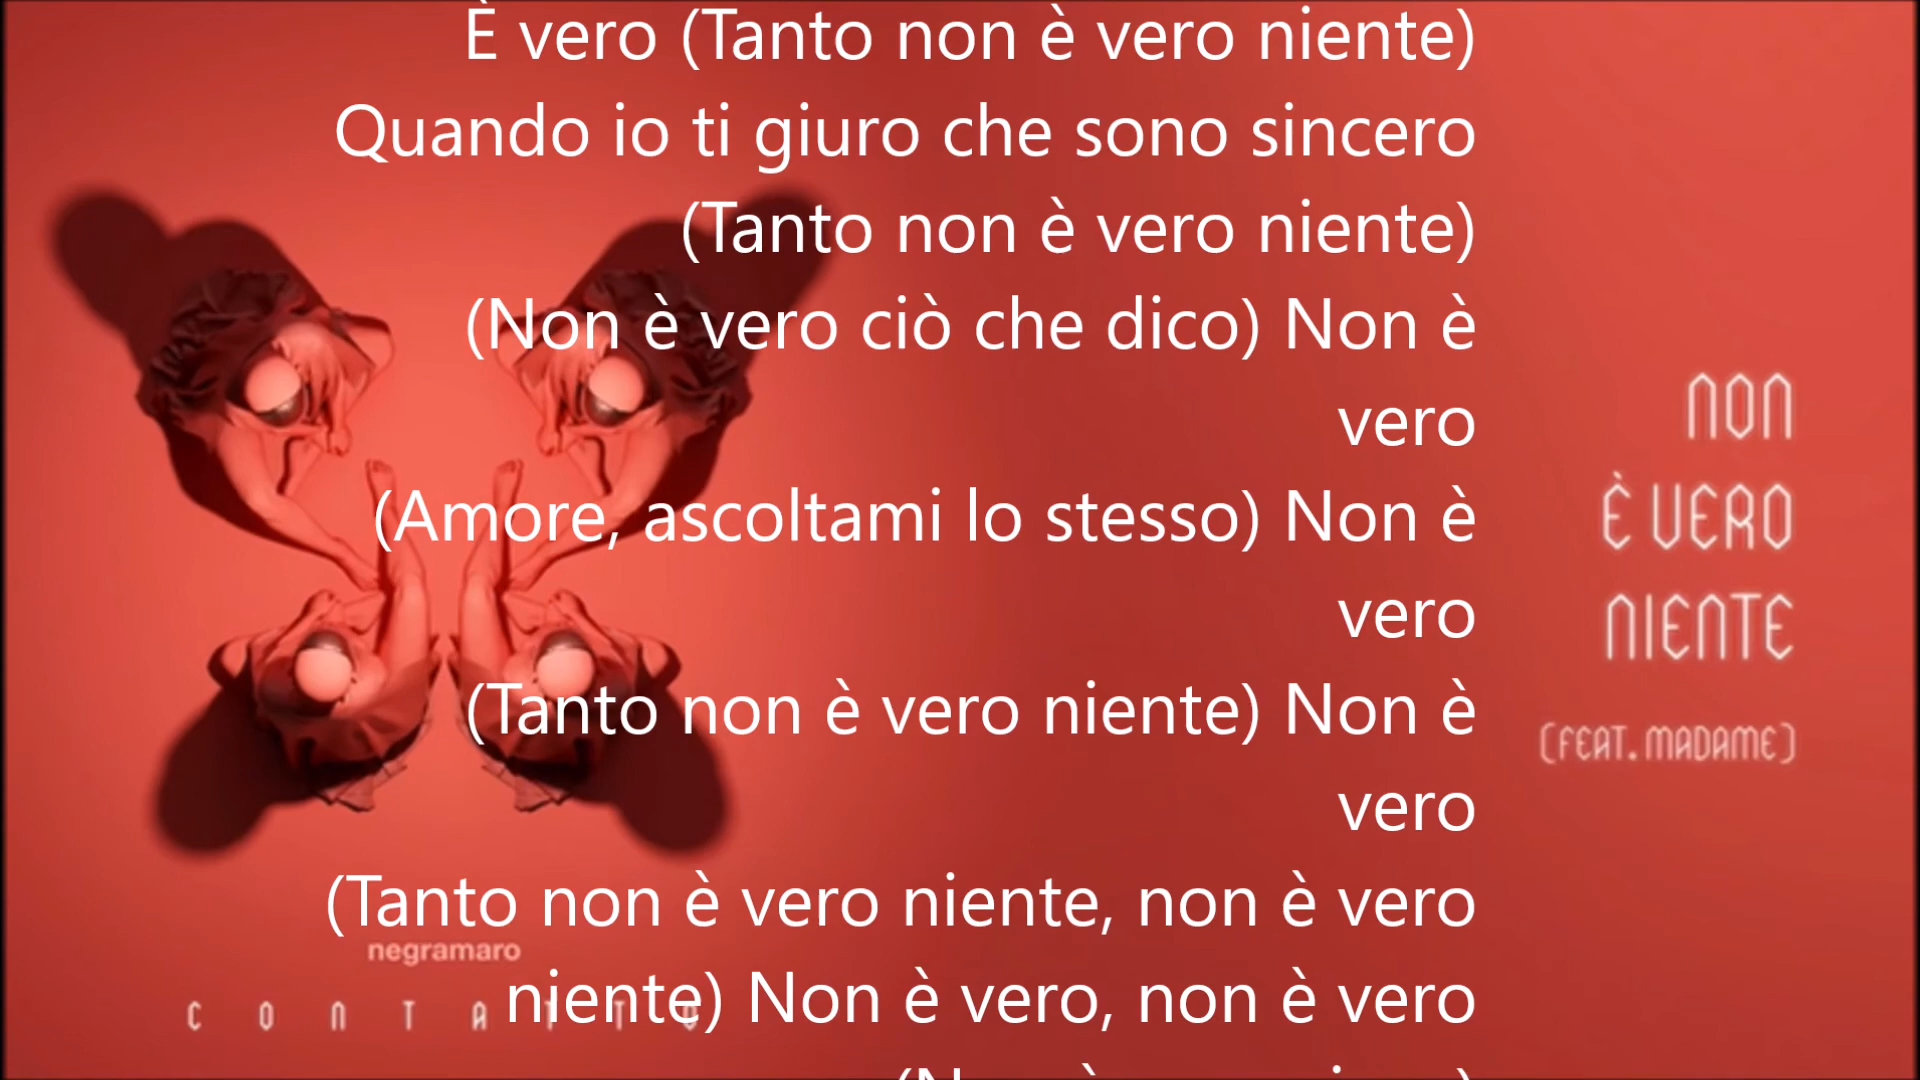 È vero (Tanto non è vero niente)
Quando io ti giuro che sono sincero
(Tanto non è vero niente)
(Non è vero ciò che dico) Non è
vero
(Amore, ascoltami lo stesso) Non è
vero
(Tanto non è vero niente) Non è
vero
(Tanto non è vero niente, non è vero
niente) Non è vero, non è vero
NON
È VERO
NIENTE
(FEAT. MADAME)
negramaro
CONTATTO